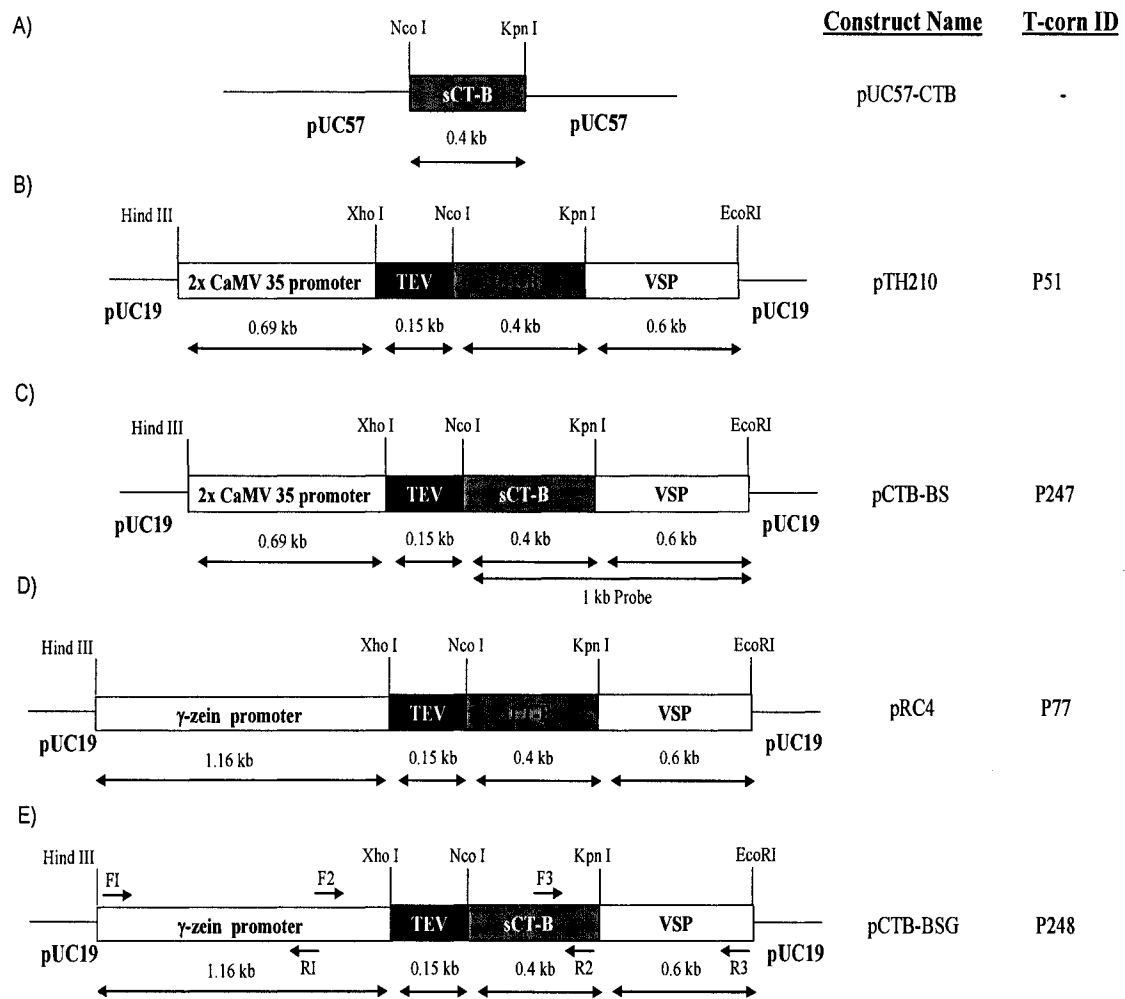 Construct Name T-corn ID
A)
Nco I Kpn I
sCT-B
pUC57 pUC57
0.4 kb
pUC57-CTB -
B)
Hind III Xho I Nco I Kpn I EcoRI
2x CaMV 35 promoter TEV VSP
pUC19 pUC19
0.69 kb 0.15 kb 0.4 kb 0.6 kb
pTH210 P51
C)
Hind III Xho I Nco I Kpn I EcoRI
2x CaMV 35 promoter TEV sCT-B VSP
pUC19 pUC19
0.69 kb 0.15 kb 0.4 kb 0.6 kb
1 kb Probe
pCTB-BS P247
D)
Hind III Xho I Nco I Kpn I EcoRI
γ-zein promoter TEV VSP
pUC19 pUC19
1.16 kb 0.15 kb 0.4 kb 0.6 kb
pRC4 P77
E)
Hind III Xho I Nco I Kpn I EcoRI
F1 F2 F3
γ-zein promoter TEV sCT-B VSP
pUC19 pUC19
R1 R2 R3
1.16 kb 0.15 kb 0.4 kb 0.6 kb
pCTB-BSG P248